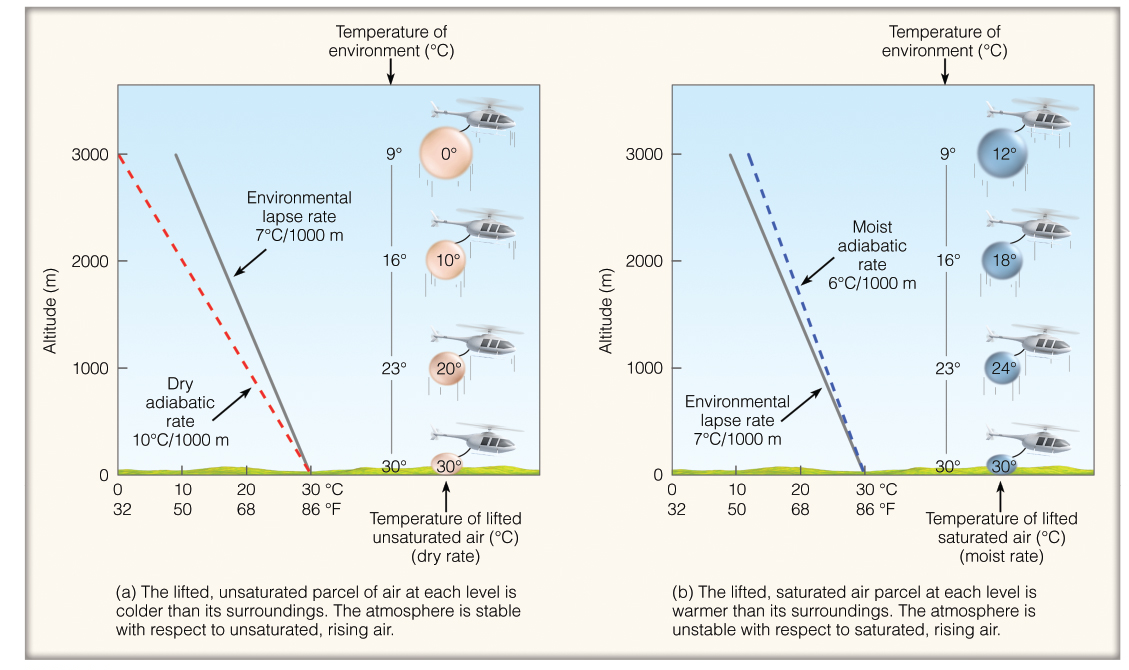 Temperature of
environment (°C)
3000
2000
1000
0
Altitude (m)
Environmental
lapse rate
7°C/1000 m
Dry
adiabatic
rate
10°C/1000 m
9°
16°
23°
30°
0°
10°
20°
30°
0 10 20 30 °C
32 50 68 86 °F
Temperature of lifted
unsaturated air (°C)
(dry rate)
(a) The lifted, unsaturated parcel of air at each level is
colder than its surroundings. The atmosphere is stable
with respect to unsaturated, rising air.
Temperature of
environment (°C)
3000
2000
1000
0
Altitude (m)
Moist
adiabatic
rate
6°C/1000 m
Environmental
lapse rate
7°C/1000 m
9°
16°
23°
30°
12°
18°
24°
30°
0 10 20 30 °C
32 50 68 86 °F
Temperature of lifted
saturated air (°C)
(moist rate)
(b) The lifted, saturated air parcel at each level is
warmer than its surroundings. The atmosphere is
unstable with respect to saturated, rising air.